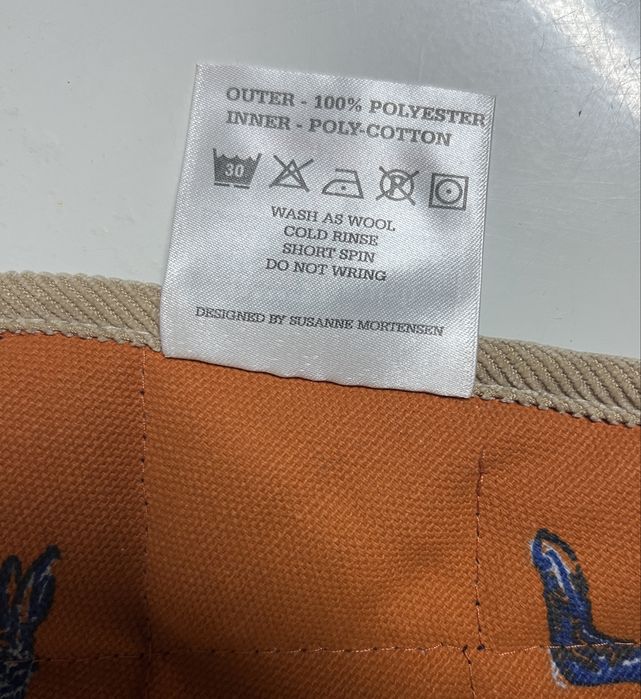 OUTER - 100% POLYESTER
INNER - POLY-COTTON
30 P
WASH AS WOOL
COLD RINSE
SHORT SPIN
DO NOT WRING
DESIGNED BY SUSANNE MORTENSEN